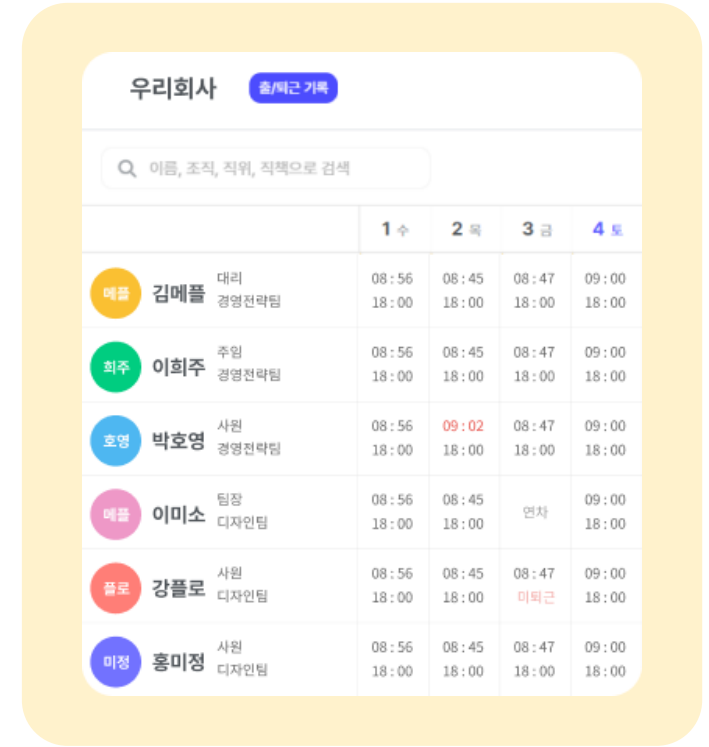 우리회사 출/퇴근 기록
이름, 조직, 직위, 직책으로 검색
1 수 2 목 3 금 4 토
메플 김메플 대리 경영전략팀 08:56 08:45 08:47 09:00
18:00 18:00 18:00 18:00
희주 이희주 주임 경영전략팀 08:56 08:45 08:47 09:00
18:00 18:00 18:00 18:00
호영 박호영 사원 경영전략팀 08:56 09:02 08:47 09:00
18:00 18:00 18:00 18:00
메플 이미소 팀장 디자인팀 08:56 08:45 연차 09:00
18:00 18:00 18:00
플로 강플로 사원 디자인팀 08:56 08:45 08:47 09:00
18:00 18:00 미퇴근 18:00
미정 홍미정 사원 디자인팀 08:56 08:45 08:47 09:00
18:00 18:00 18:00 18:00